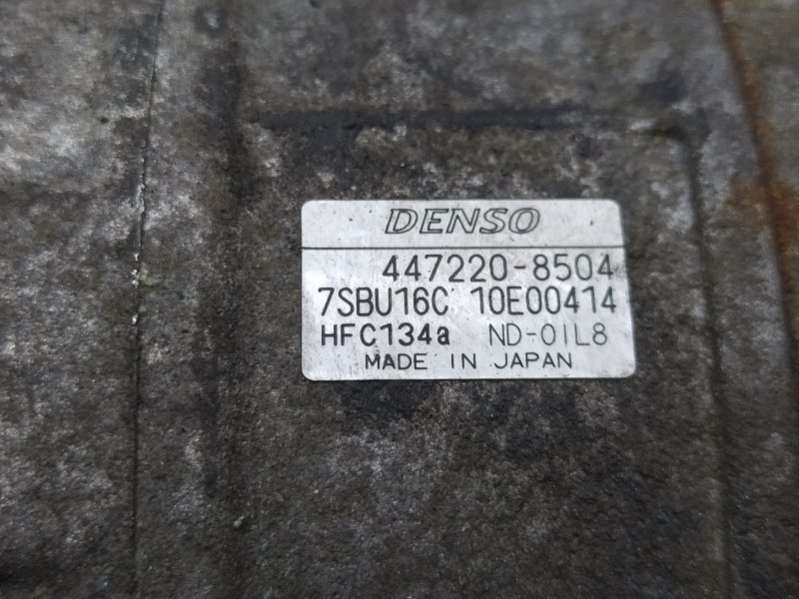 DENSO
447220-8504
7SBU16C 10E00414
HFC134a ND-OIL8
MADE IN JAPAN